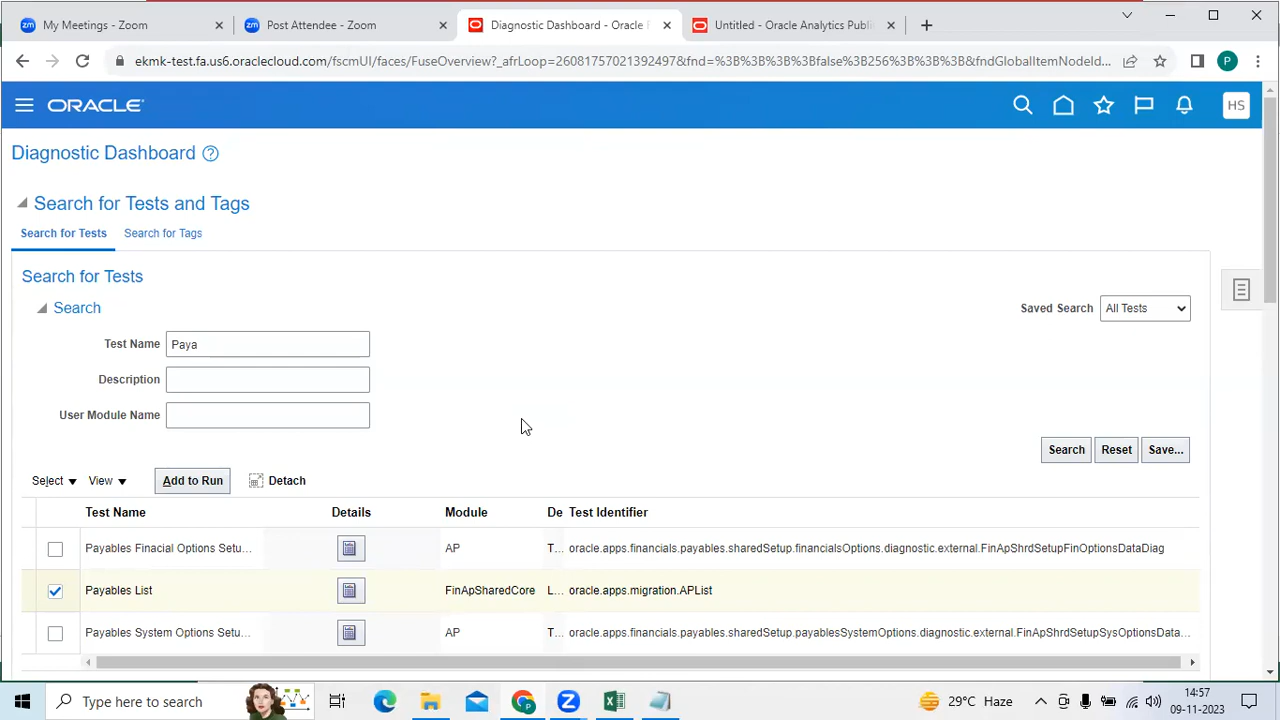 My Meetings - Zoom
Post Attendee - Zoom
Diagnostic Dashboard - Oracle
Untitled - Oracle Analytics Publi
ekmk-test.fa.us6.oraclecloud.com/fscmUI/faces/FuseOverview?_afrLoop=26081757021392497&fnd=%3B%3B%3B%3Bfalse%3B256%3B%3B%3B&fndGlobalItemNodeId...
P
ORACLE
HS
Diagnostic Dashboard
Search for Tests and Tags
Search for Tests
Search for Tags
Search for Tests
Search
Saved Search
All Tests
Test Name
Paya
Description
User Module Name
Search
Reset
Save...
Select
View
Add to Run
Detach
Test Name
Details
Module
De
Test Identifier
Payables Finacial Options Setu...
AP
T...
oracle.apps.financials.payables.sharedSetup.financialsOptions.diagnostic.external.FinApShrdSetupFinOptionsDataDiag
Payables List
FinApSharedCore
L...
oracle.apps.migration.APList
Payables System Options Setu...
AP
T...
oracle.apps.financials.payables.sharedSetup.payablesSystemOptions.diagnostic.external.FinApShrdSetupSysOptionsData...
Type here to search
29°C Haze
14:57
09-11-2023